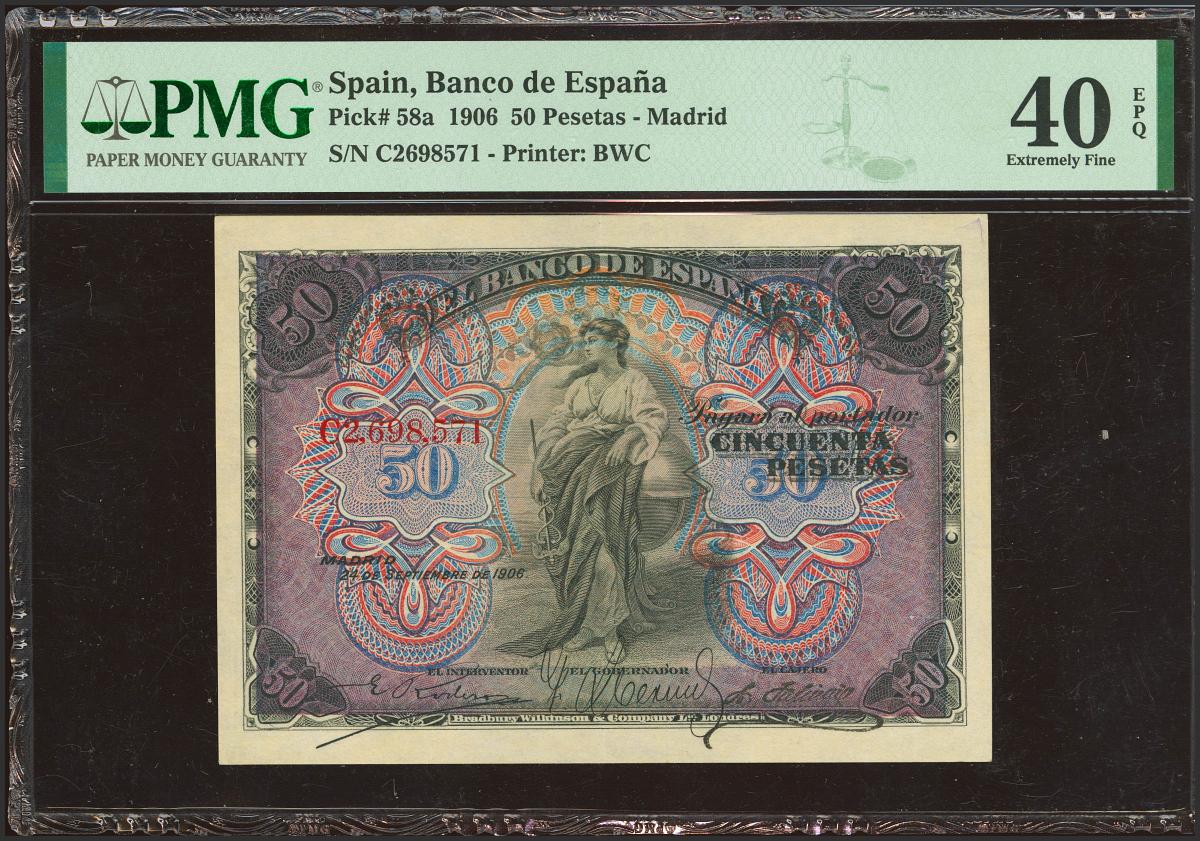 PMG®
PAPER MONEY GUARANTY
Spain, Banco de España
Pick# 58a 1906 50 Pesetas - Madrid
S/N C2698571 - Printer: BWC
40
EPQ
Extremely Fine
EL BANCO DE ESPAÑA
50
50
Pagará al portador
C2,698,571
CINCUENTA
PESETAS
50
50
MADRID
24 DE SEPTIEMBRE DE 1906
EL INTERVENTOR
EL GOBERNADOR
EL CAJERO
50
50
Bradbury Wilkinson & Company Ld. Londres